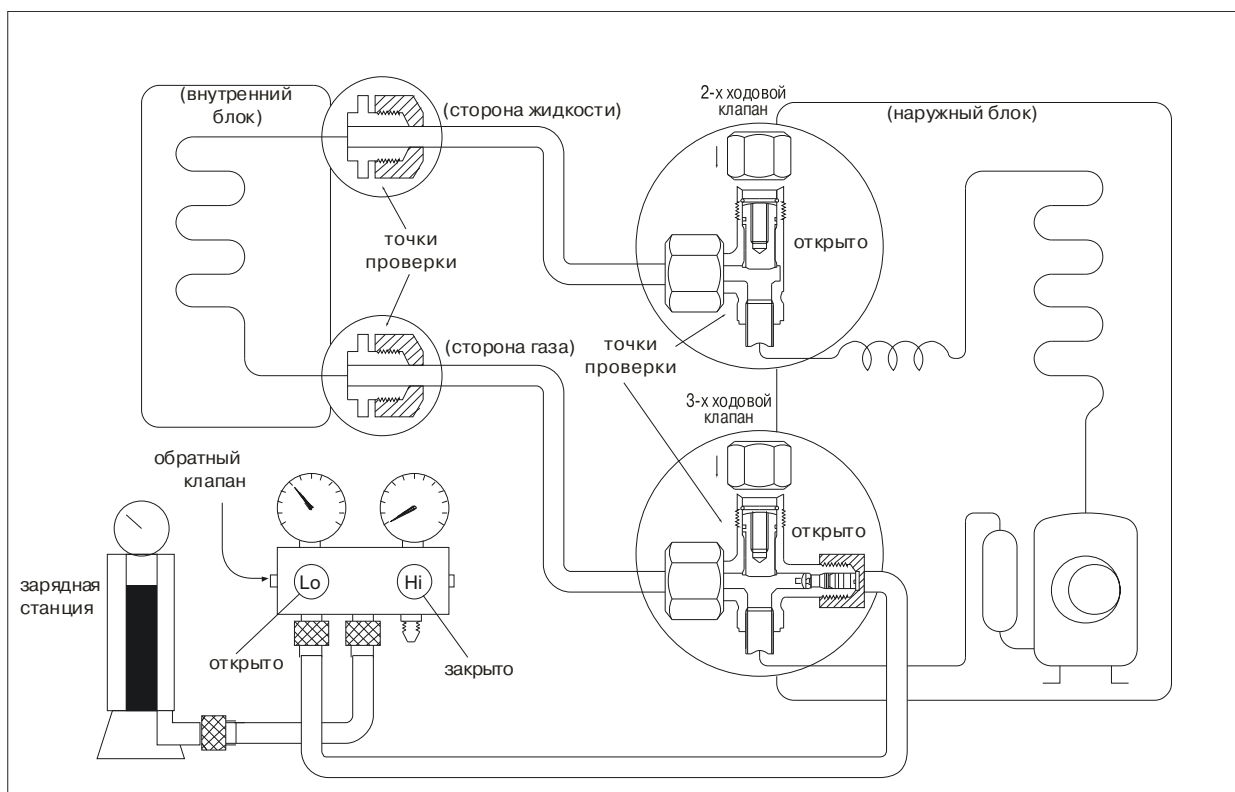 (внутренний
блок)
(сторона жидкости)
2-х ходовой
клапан
(наружный блок)
открыто
точки
проверки
(сторона газа)
точки
проверки
3-х ходовой
клапан
открыто
обратный
клапан
зарядная
станция
Lo
Hi
открыто
закрыто